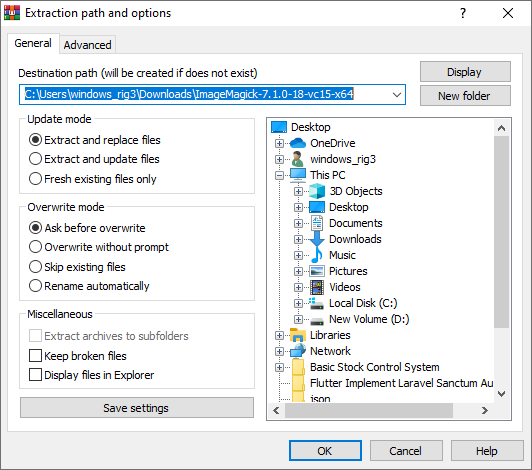 Extraction path and options
General
Advanced
Destination path (will be created if does not exist)
C:\Users\windows_rig3\Downloads\ImageMagick-7.1.0-18-vc15-x64
Display
New folder
Update mode
Extract and replace files
Extract and update files
Fresh existing files only
Overwrite mode
Ask before overwrite
Overwrite without prompt
Skip existing files
Rename automatically
Miscellaneous
Extract archives to subfolders
Keep broken files
Display files in Explorer
Save settings
Desktop
OneDrive
windows_rig3
This PC
3D Objects
Desktop
Documents
Downloads
Music
Pictures
Videos
Local Disk (C:)
New Volume (D:)
Libraries
Network
Basic Stock Control System
Flutter Implement Laravel Sanctum Au
json
OK
Cancel
Help